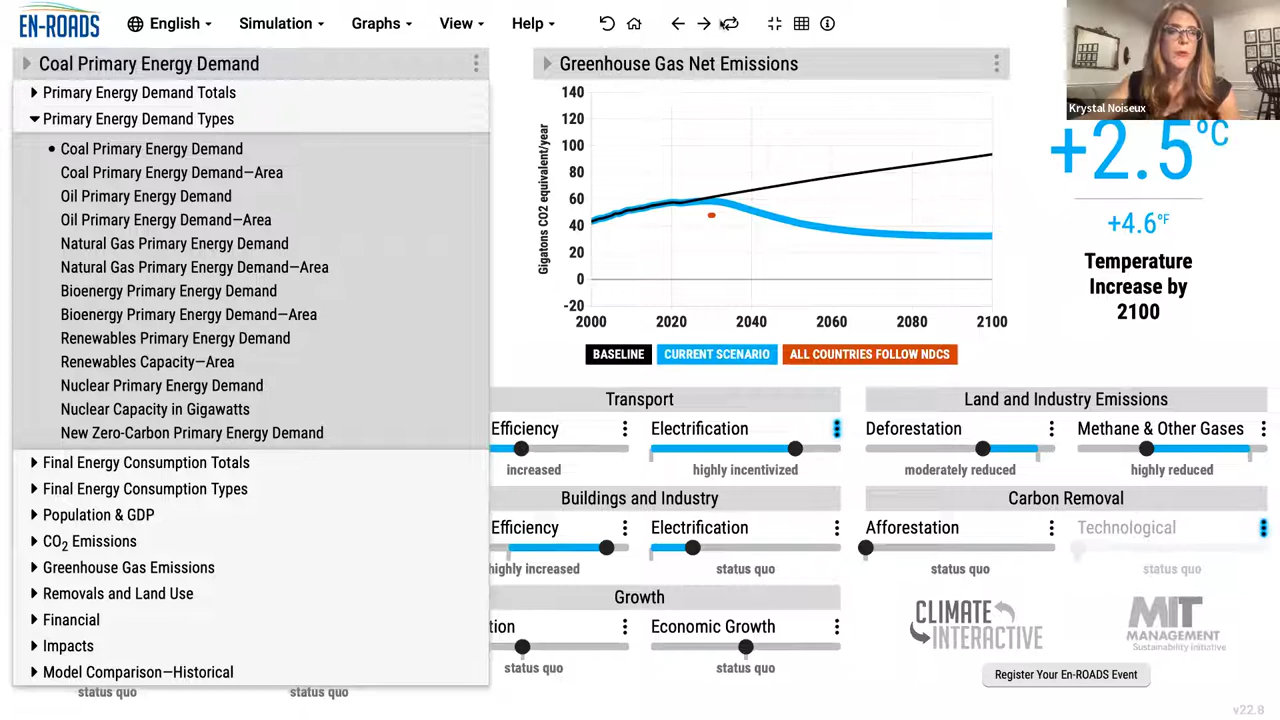 EN-ROADS
English
Simulation
Graphs
View
Help
Krystal Noiseux
Coal Primary Energy Demand
Primary Energy Demand Totals
Primary Energy Demand Types
Coal Primary Energy Demand
Coal Primary Energy Demand—Area
Oil Primary Energy Demand
Oil Primary Energy Demand—Area
Natural Gas Primary Energy Demand
Natural Gas Primary Energy Demand—Area
Bioenergy Primary Energy Demand
Bioenergy Primary Energy Demand—Area
Renewables Primary Energy Demand
Renewables Capacity—Area
Nuclear Primary Energy Demand
Nuclear Capacity in Gigawatts
New Zero-Carbon Primary Energy Demand
Final Energy Consumption Totals
Final Energy Consumption Types
Population & GDP
CO2 Emissions
Greenhouse Gas Emissions
Removals and Land Use
Financial
Impacts
Model Comparison—Historical
status quo
status quo
Greenhouse Gas Net Emissions
Gigatons CO2 equivalent/year
140
120
100
80
60
40
20
0
-20
2000
2020
2040
2060
2080
2100
BASELINE
CURRENT SCENARIO
ALL COUNTRIES FOLLOW NDCS
+2.5°C
+4.6°F
Temperature
Increase by
2100
Transport
Efficiency
increased
Electrification
highly incentivized
Buildings and Industry
Efficiency
highly increased
Electrification
status quo
Growth
tion
status quo
Economic Growth
status quo
Land and Industry Emissions
Deforestation
moderately reduced
Methane & Other Gases
highly reduced
Carbon Removal
Afforestation
status quo
Technological
status quo
CLIMATE
INTERACTIVE
MIT
MANAGEMENT
Sustainability Initiative
Register Your En-ROADS Event
v22.8